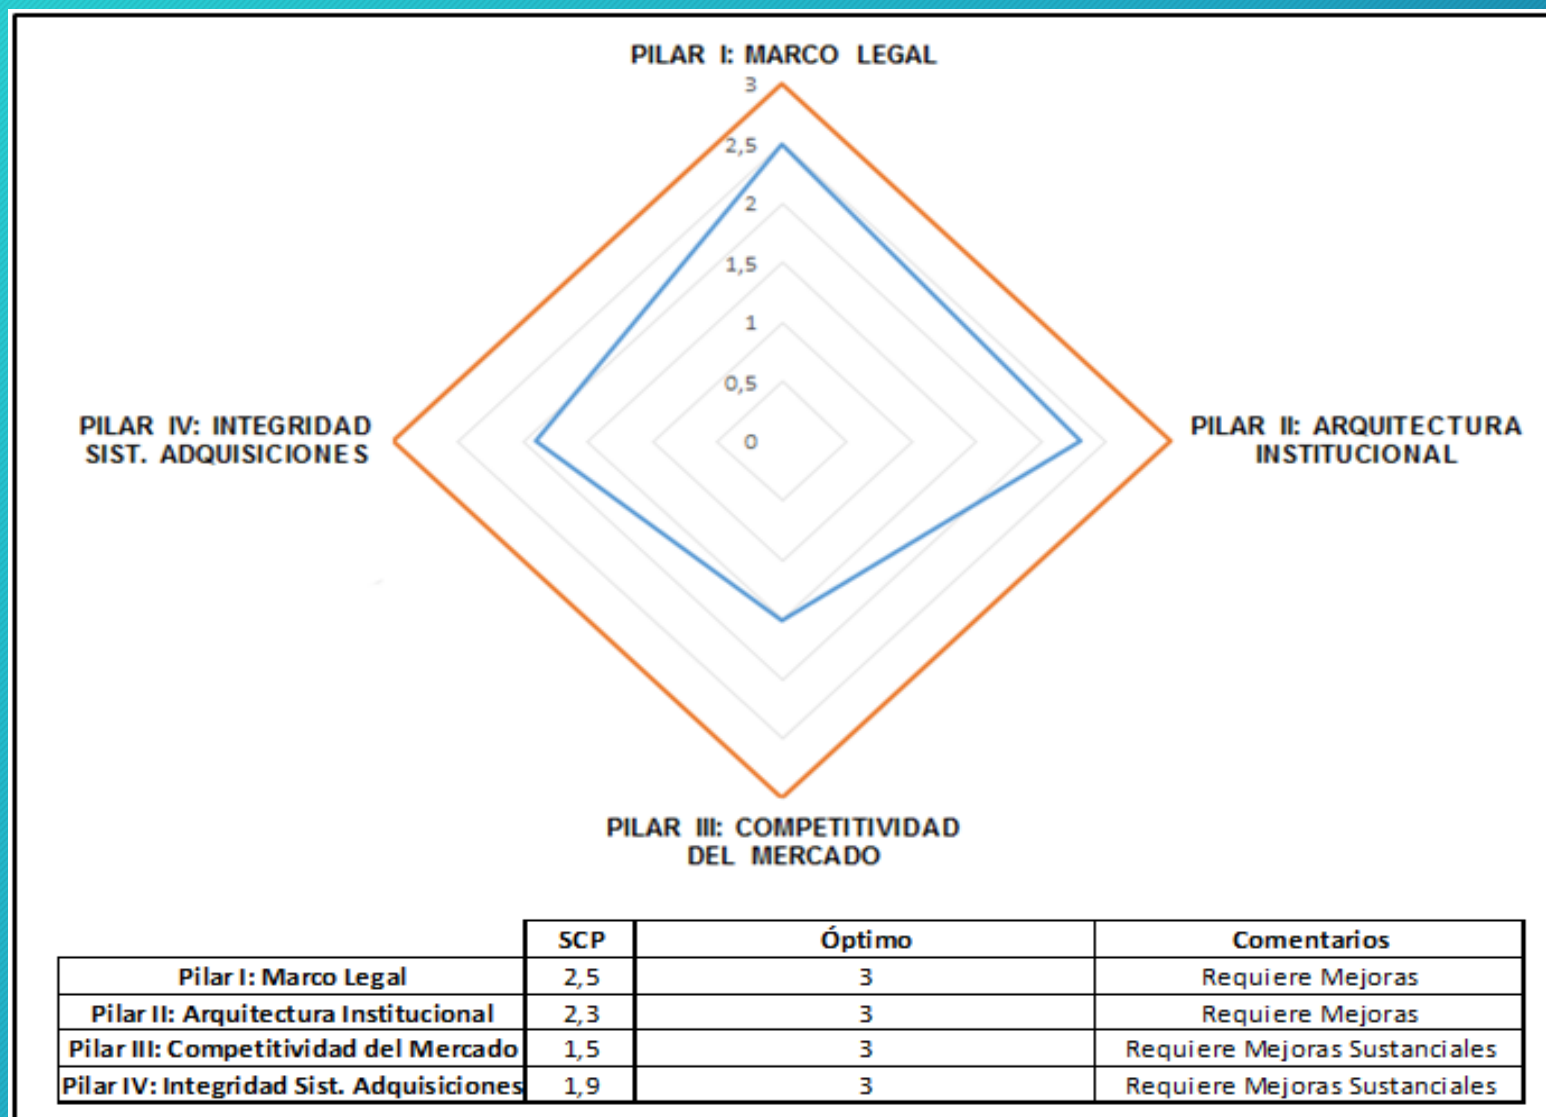 PILAR I: MARCO LEGAL
3
2,5
2
1,5
1
0,5
0
PILAR IV: INTEGRIDAD
SIST. ADQUISICIONES
PILAR II: ARQUITECTURA
INSTITUCIONAL
PILAR III: COMPETITIVIDAD
DEL MERCADO
SCP Óptimo Comentarios
Pilar I: Marco Legal 2,5 3 Requiere Mejoras
Pilar II: Arquitectura Institucional 2,3 3 Requiere Mejoras
Pilar III: Competitividad del Mercado 1,5 3 Requiere Mejoras Sustanciales
Pilar IV: Integridad Sist. Adquisiciones 1,9 3 Requiere Mejoras Sustanciales